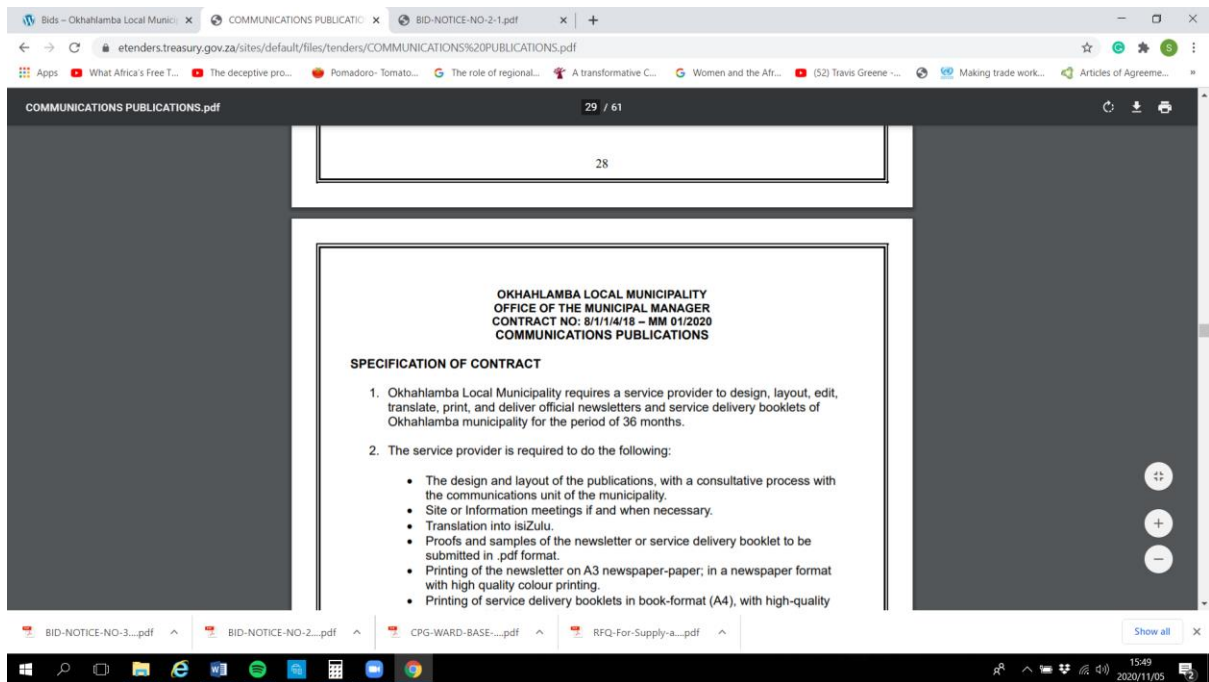 Bids – Okhahlamba Local Munici
COMMUNICATIONS PUBLICATIO
BID-NOTICE-NO-2-1.pdf
etenders.treasury.gov.za/sites/default/files/tenders/COMMUNICATIONS%20PUBLICATIONS.pdf
Apps
What Africa's Free T...
The deceptive pro...
Pomadoro- Tomato...
The role of regional...
A transformative C...
Women and the Afr...
(52) Travis Greene -...
Making trade work...
Articles of Agreeme...
COMMUNICATIONS PUBLICATIONS.pdf
29 / 61
28
OKHAHLAMBA LOCAL MUNICIPALITY
OFFICE OF THE MUNICIPAL MANAGER
CONTRACT NO: 8/1/1/4/18 – MM 01/2020
COMMUNICATIONS PUBLICATIONS
SPECIFICATION OF CONTRACT
1. Okhahlamba Local Municipality requires a service provider to design, layout, edit,
translate, print, and deliver official newsletters and service delivery booklets of
Okhahlamba municipality for the period of 36 months.
2. The service provider is required to do the following:
• The design and layout of the publications, with a consultative process with
the communications unit of the municipality.
• Site or Information meetings if and when necessary.
• Translation into isiZulu.
• Proofs and samples of the newsletter or service delivery booklet to be
submitted in .pdf format.
• Printing of the newsletter on A3 newspaper-paper; in a newspaper format
with high quality colour printing.
• Printing of service delivery booklets in book-format (A4), with high-quality
BID-NOTICE-NO-3....pdf
BID-NOTICE-NO-2....pdf
CPG-WARD-BASE-....pdf
RFQ-For-Supply-a....pdf
Show all
15:49
2020/11/05